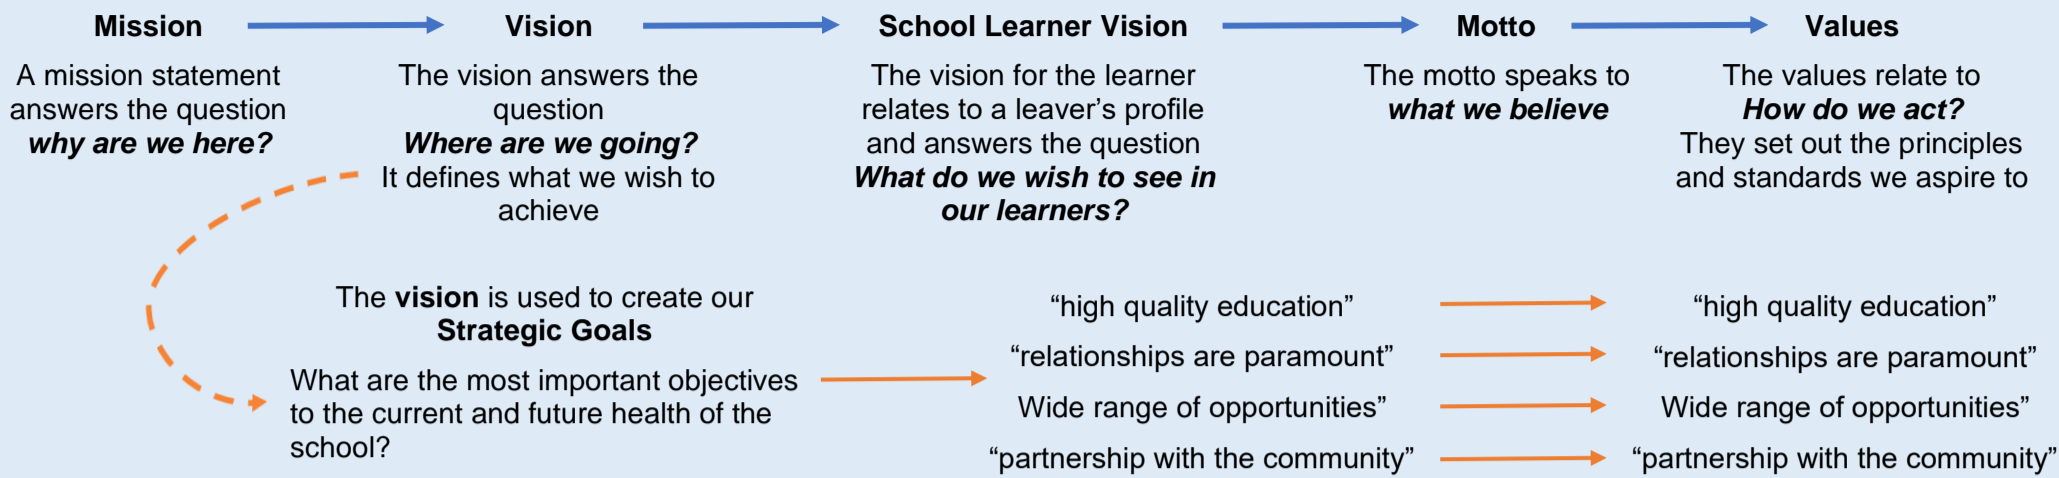 Mission
Vision
School Learner Vision
Motto
Values
A mission statement
answers the question
why are we here?
The vision answers the
question
Where are we going?
It defines what we wish to
achieve
The vision for the learner
relates to a leaver’s profile
and answers the question
What do we wish to see in
our learners?
The motto speaks to
what we believe
The values relate to
How do we act?
They set out the principles
and standards we aspire to
The vision is used to create our
Strategic Goals
What are the most important objectives
to the current and future health of the
school?
“high quality education”
“relationships are paramount”
Wide range of opportunities”
“partnership with the community”
“high quality education”
“relationships are paramount”
Wide range of opportunities”
“partnership with the community”